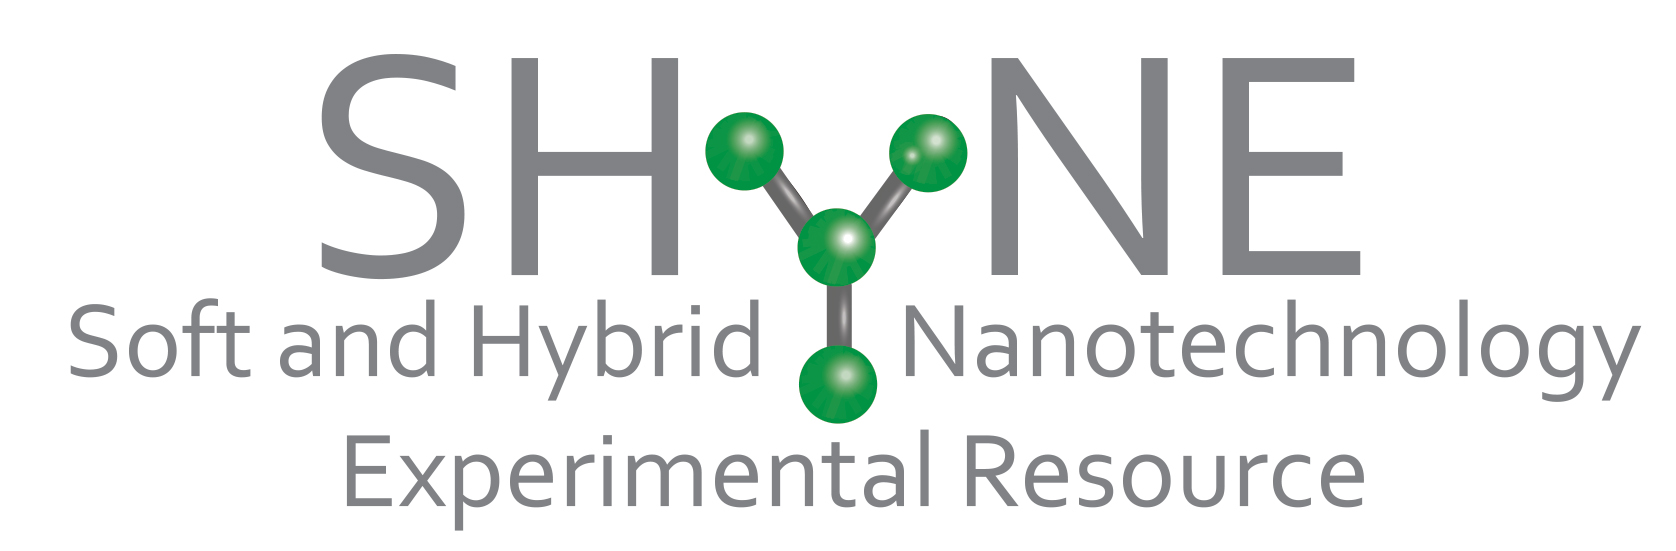 SHYNE
Soft and Hybrid Nanotechnology
Experimental Resource